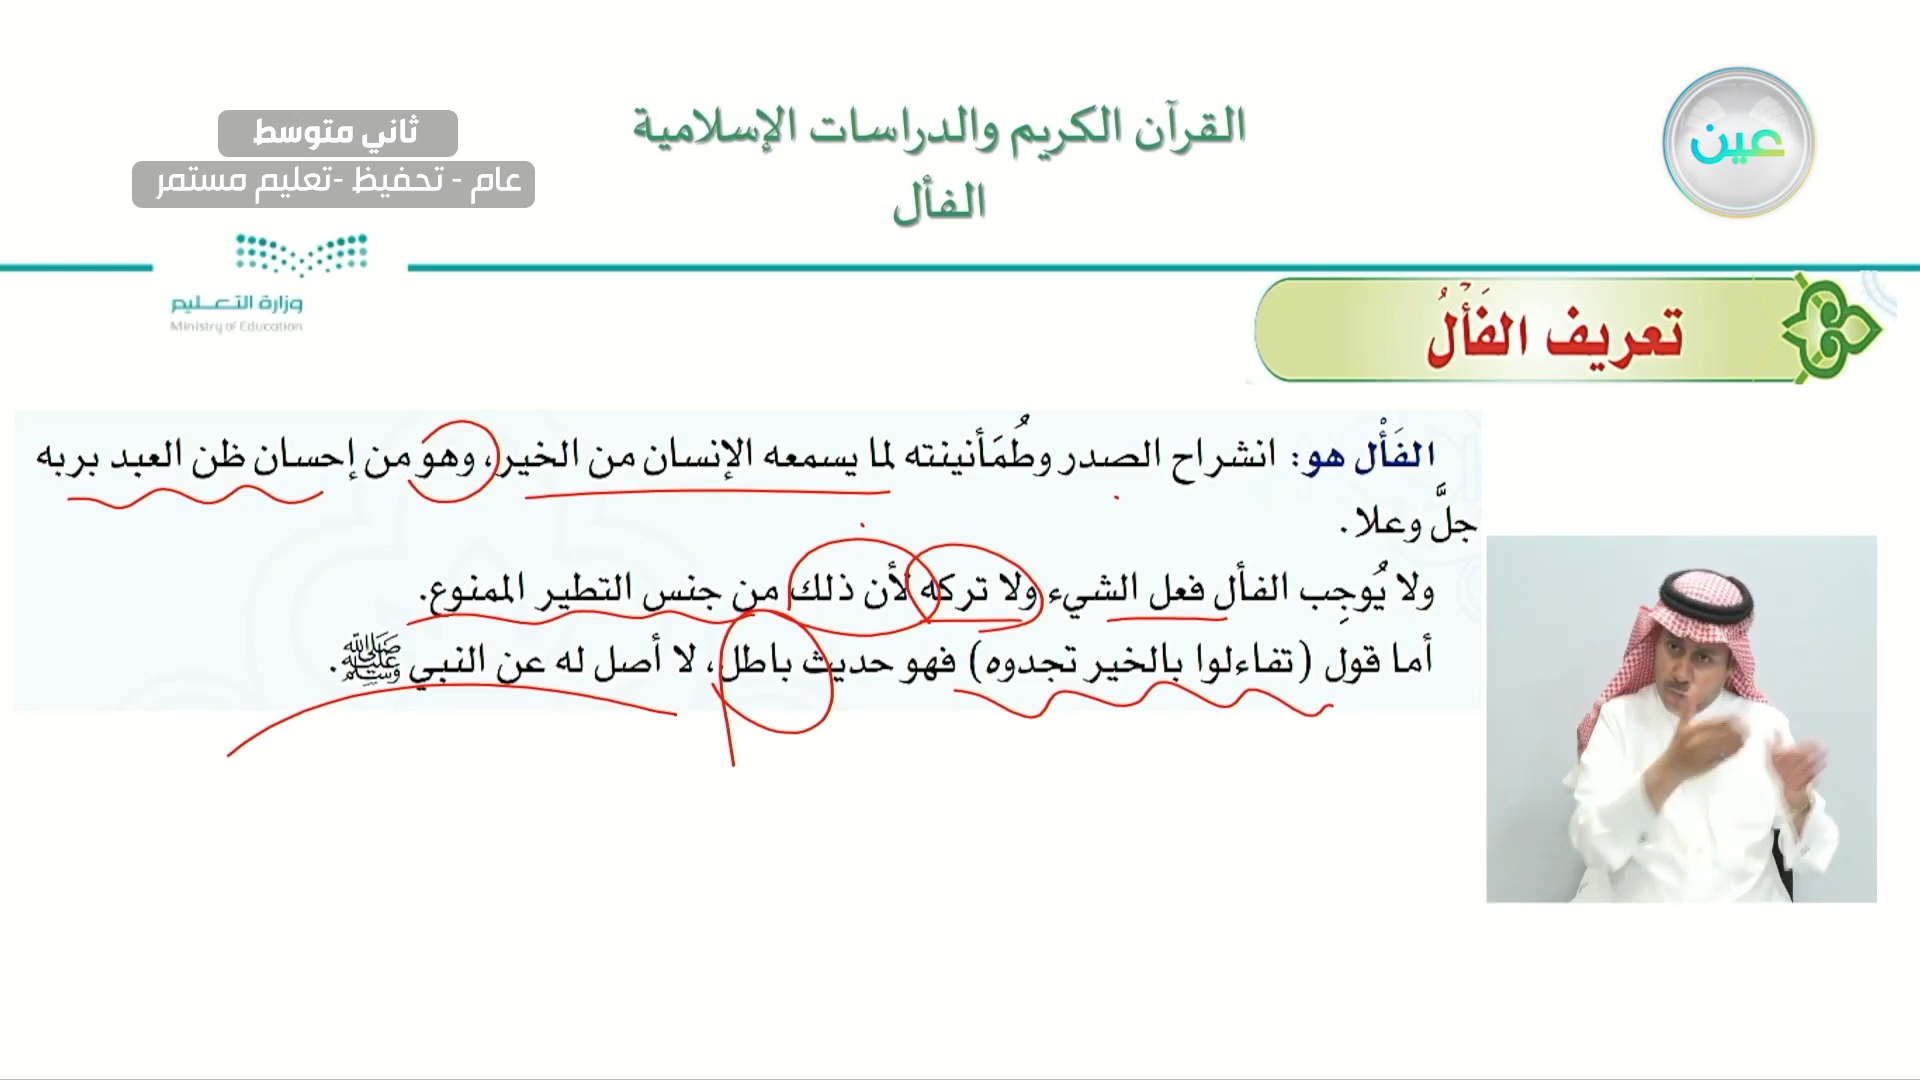 القرآن الكريم والدراسات الإسلامية
الفأل
عين
ثاني متوسط
عام - تحفيظ -تعليم مستمر
وزارة التعليم
Ministry of Education
تعريف الفَأْلُ
الفَأْل هو: انشراح الصدر وطُمَأنينته لما يسمعه الإنسان من الخير، وهو من إحسان ظن العبد بربه
جلَّ وعلا.
ولا يُوجِب الفأل فعل الشيء ولا تركه لأن ذلك من جنس التطير الممنوع.
أما قول (تفاءلوا بالخير تجدوه) فهو حديث باطل، لا أصل له عن النبي ﷺ.